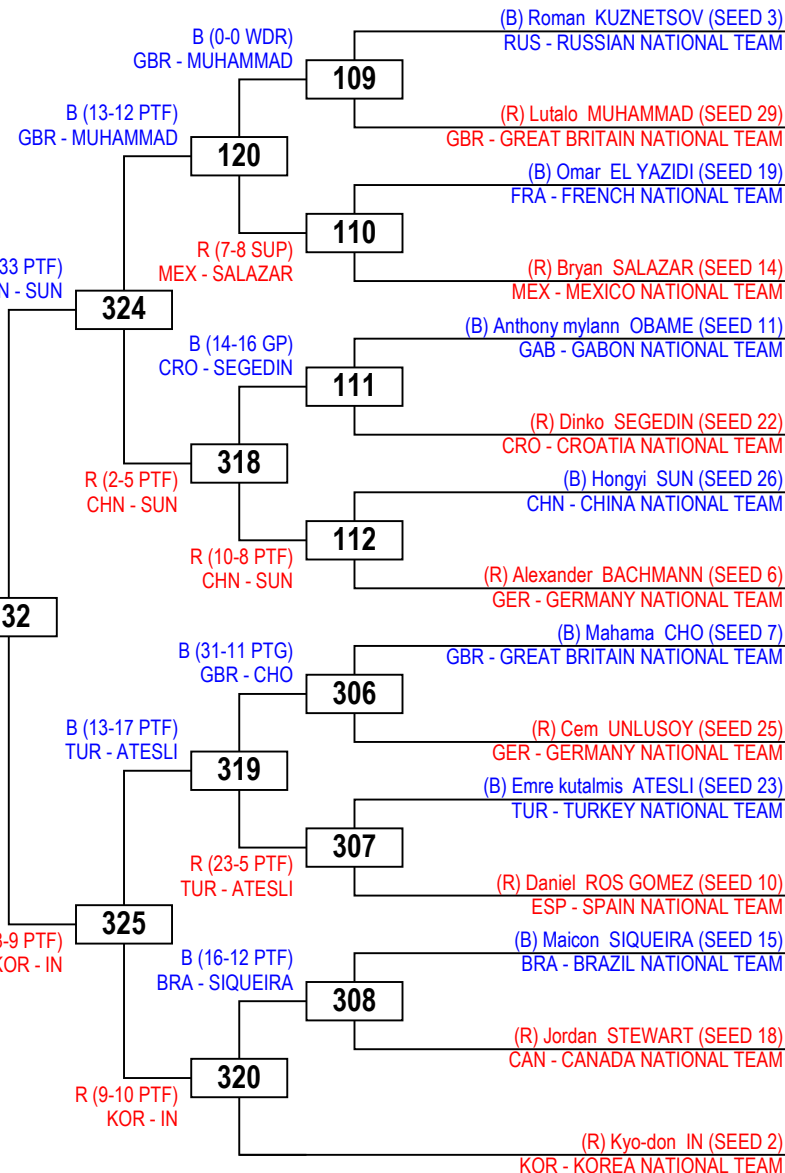 (B) Roman KUZNETSOV (SEED 3)
RUS - RUSSIAN NATIONAL TEAM
B (0-0 WDR)
GBR - MUHAMMAD
109
B (13-12 PTF)
GBR - MUHAMMAD
(R) Lutalo MUHAMMAD (SEED 29)
GBR - GREAT BRITAIN NATIONAL TEAM
120
(B) Omar EL YAZIDI (SEED 19)
FRA - FRENCH NATIONAL TEAM
110
R (7-8 SUP)
MEX - SALAZAR
(R) Bryan SALAZAR (SEED 14)
MEX - MEXICO NATIONAL TEAM
33 PTF)
N - SUN
324
(B) Anthony mylann OBAME (SEED 11)
GAB - GABON NATIONAL TEAM
B (14-16 GP)
CRO - SEGEDIN
111
(R) Dinko SEGEDIN (SEED 22)
CRO - CROATIA NATIONAL TEAM
318
R (2-5 PTF)
CHN - SUN
(B) Hongyi SUN (SEED 26)
CHN - CHINA NATIONAL TEAM
112
R (10-8 PTF)
CHN - SUN
(R) Alexander BACHMANN (SEED 6)
GER - GERMANY NATIONAL TEAM
32
(B) Mahama CHO (SEED 7)
GBR - GREAT BRITAIN NATIONAL TEAM
B (31-11 PTG)
GBR - CHO
306
B (13-17 PTF)
TUR - ATESLI
(R) Cem UNLUSOY (SEED 25)
GER - GERMANY NATIONAL TEAM
319
(B) Emre kutalmis ATESLI (SEED 23)
TUR - TURKEY NATIONAL TEAM
307
R (23-5 PTF)
TUR - ATESLI
(R) Daniel ROS GOMEZ (SEED 10)
ESP - SPAIN NATIONAL TEAM
325
-9 PTF)
KOR - IN
(B) Maicon SIQUEIRA (SEED 15)
BRA - BRAZIL NATIONAL TEAM
B (16-12 PTF)
BRA - SIQUEIRA
308
(R) Jordan STEWART (SEED 18)
CAN - CANADA NATIONAL TEAM
320
R (9-10 PTF)
KOR - IN
(R) Kyo-don IN (SEED 2)
KOR - KOREA NATIONAL TEAM